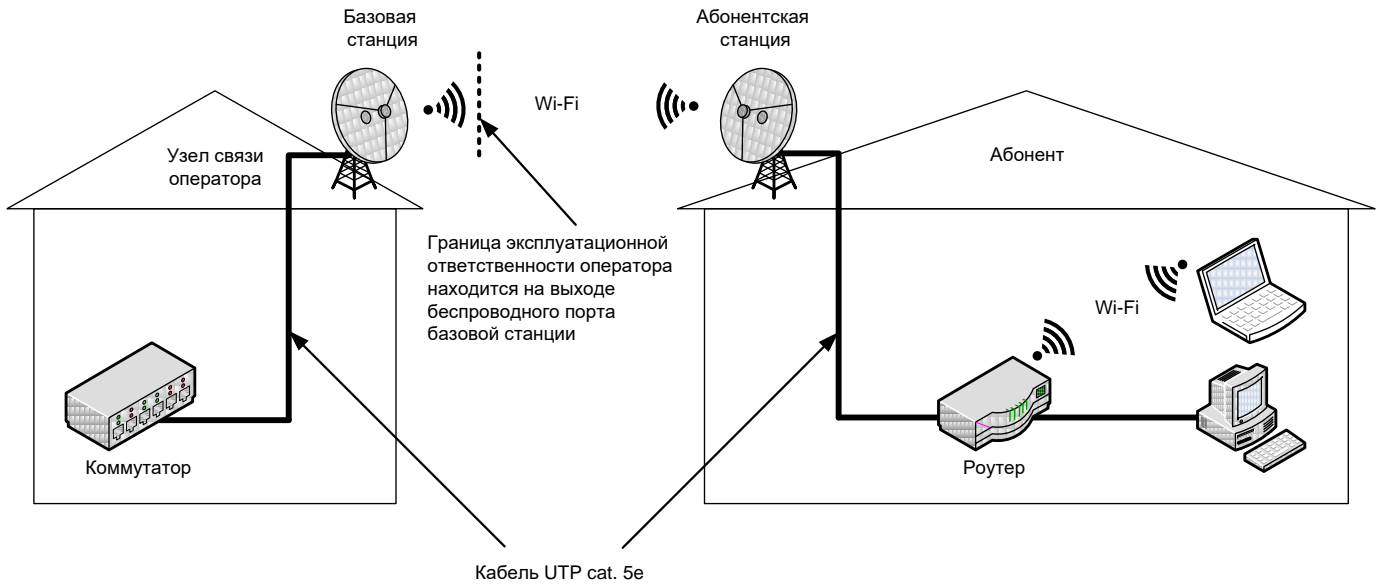 Базовая
станция
Абонентская
станция
Wi-Fi
Узел связи
оператора
Абонент
Граница эксплуатационной
ответственности оператора
находится на выходе
беспроводного порта
базовой станции
Wi-Fi
Коммутатор
Роутер
Кабель UTP cat. 5e